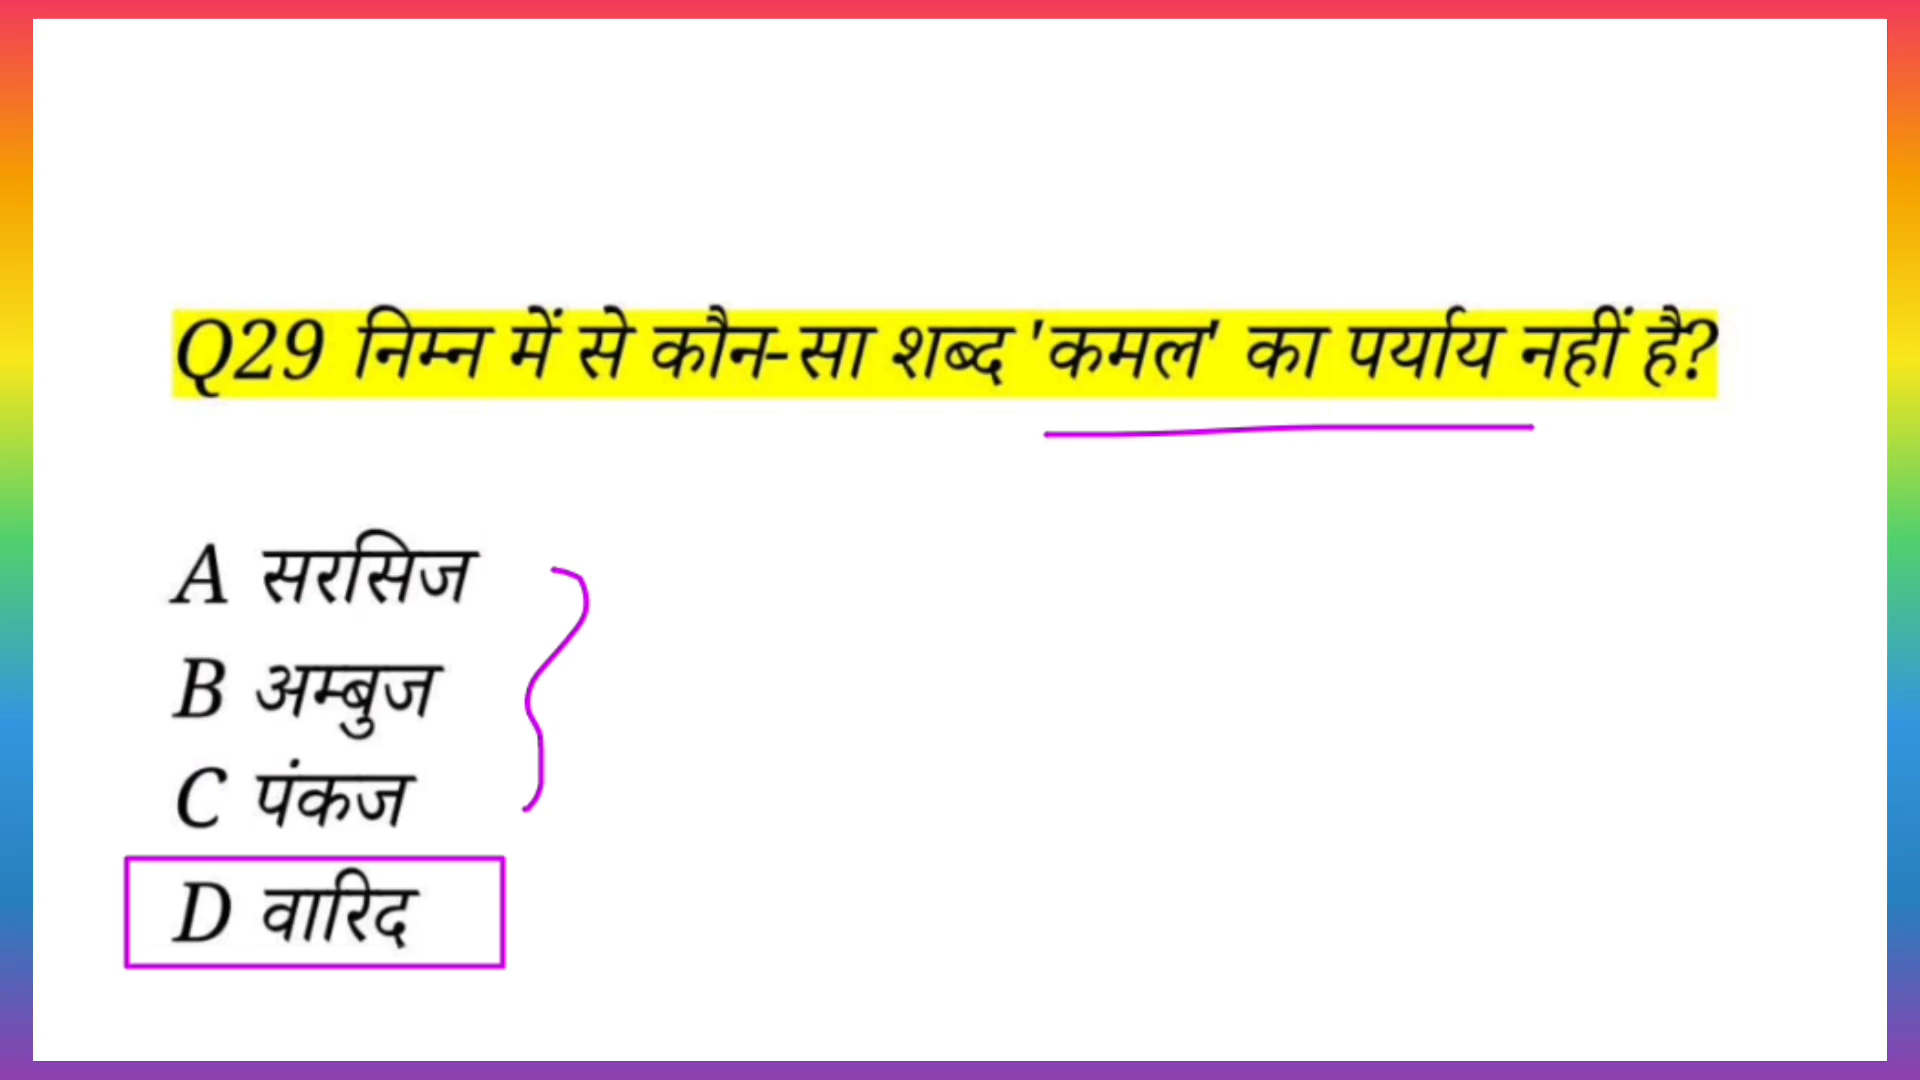 Q29 निम्न में से कौन-सा शब्द 'कमल' का पर्याय नहीं है?
A सरसिज
B अम्बुज
C पंकज
D वारिद